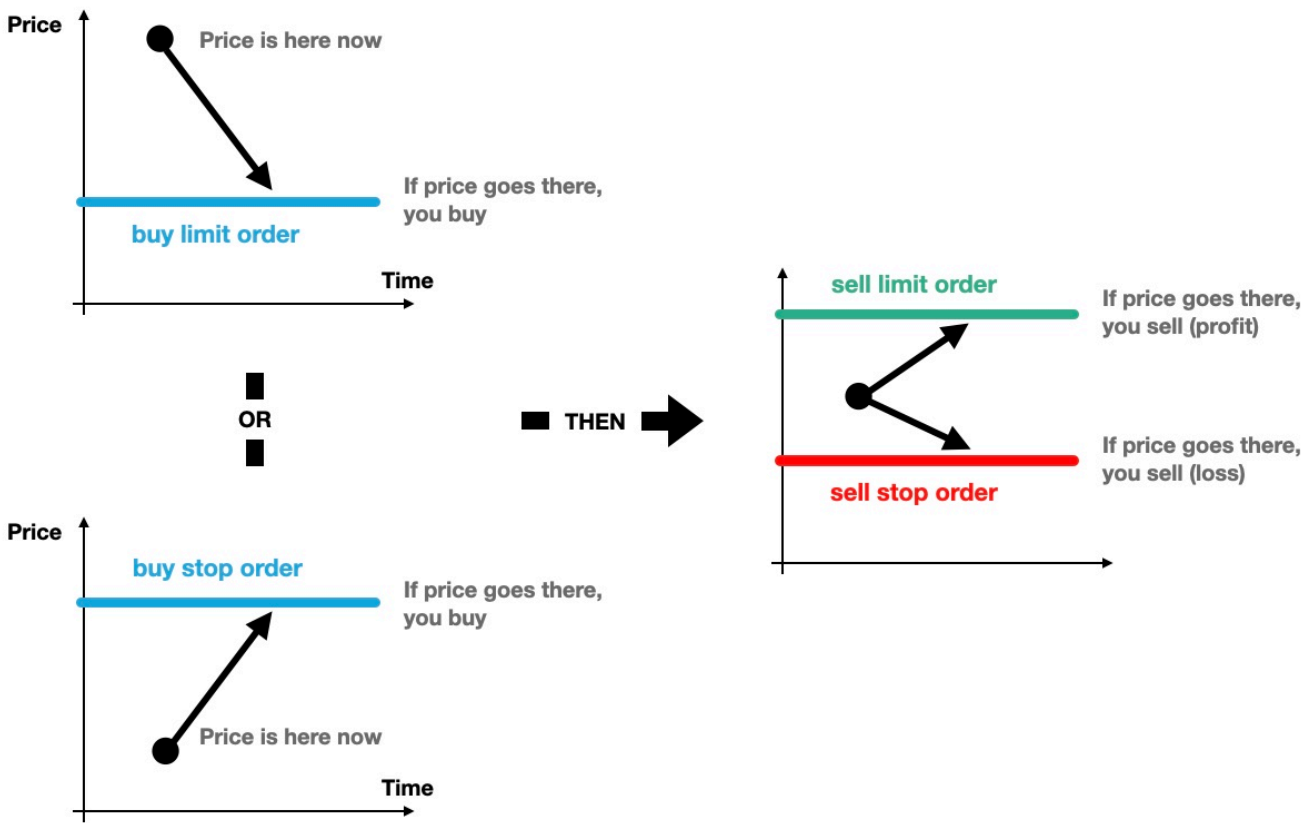 Price
Price is here now
If price goes there,
you buy
buy limit order
Time
OR
THEN
sell limit order
If price goes there,
you sell (profit)
If price goes there,
you sell (loss)
sell stop order
Price
buy stop order
If price goes there,
you buy
Price is here now
Time